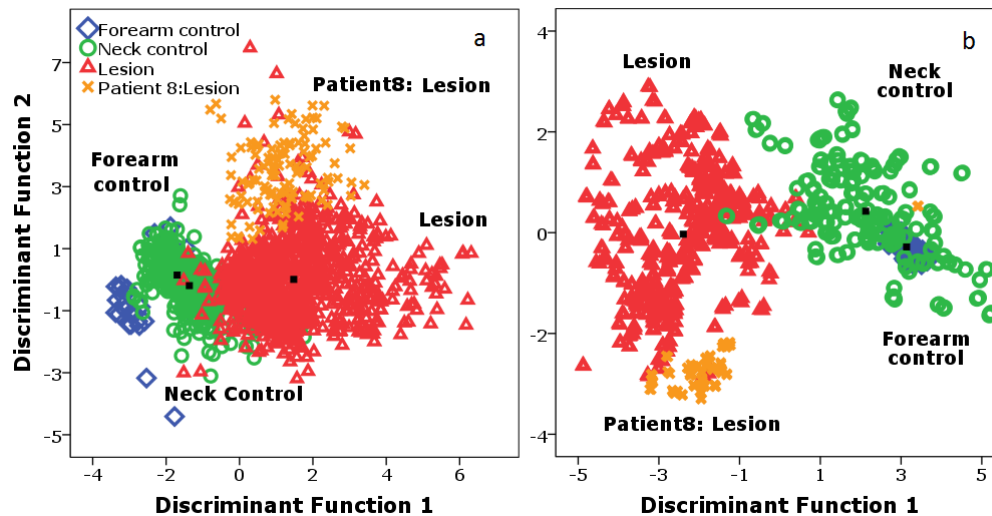 a
Forearm control
Neck control
Lesion
Patient 8:Lesion
Patient8: Lesion
Forearm
control
Lesion
Neck Control
7
5
3
1
-1
-3
-5
-4
-2
0
2
4
6
Discriminant Function 2
Discriminant Function 1
b
Lesion
Neck
control
Forearm
control
Patient8: Lesion
4
2
0
-2
-4
-5
-3
-1
1
3
5
Discriminant Function 1